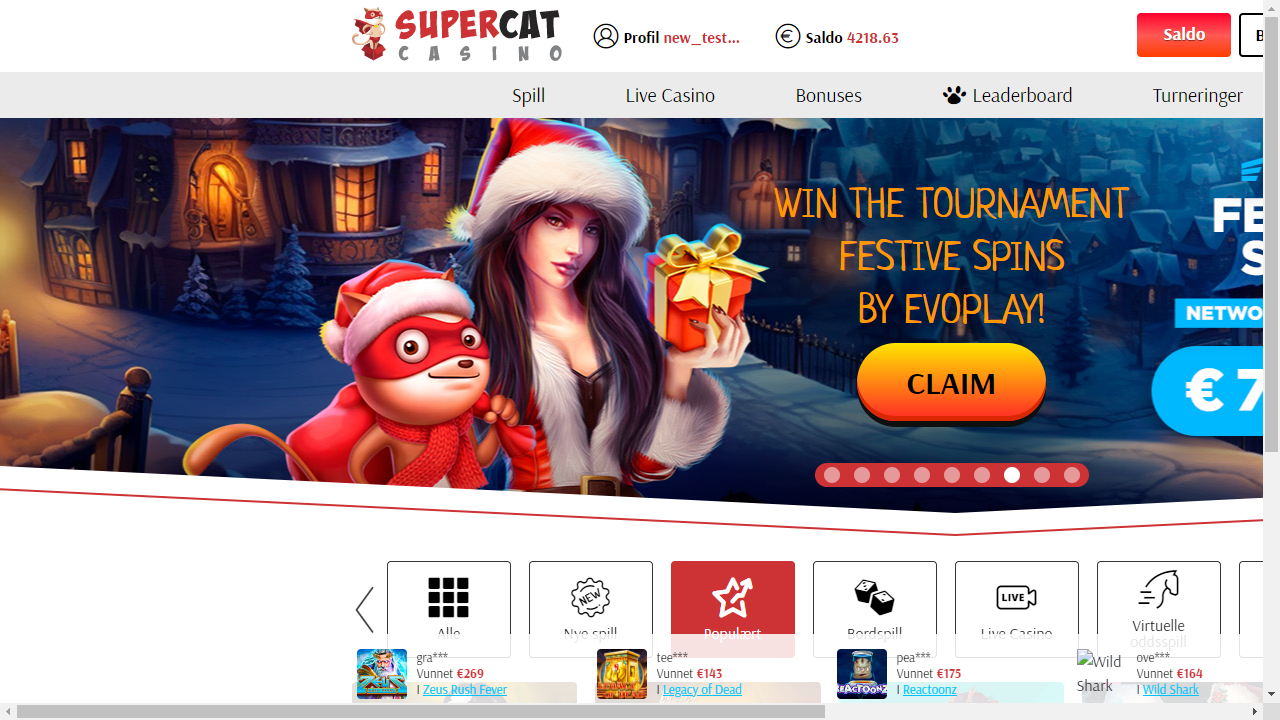 SUPERCAT
CASINO
Profil new_test...
Saldo 4218.63
Saldo
Spill
Live Casino
Bonuses
Leaderboard
Turneringer
WIN THE TOURNAMENT
FESTIVE SPINS
BY EVOPLAY!
CLAIM
FE
S
NETWO
€ 7
Alle
NEW
Nye spill
Populært
Bordspill
LIVE
Live Casino
Virtuelle
oddsspill
gra***
Vunnet €269
I Zeus Rush Fever
tee***
Vunnet €143
I Legacy of Dead
REACTOONZ
pea***
Vunnet €175
I Reactoonz
Wild
Shark
ove***
Vunnet €164
I Wild Shark